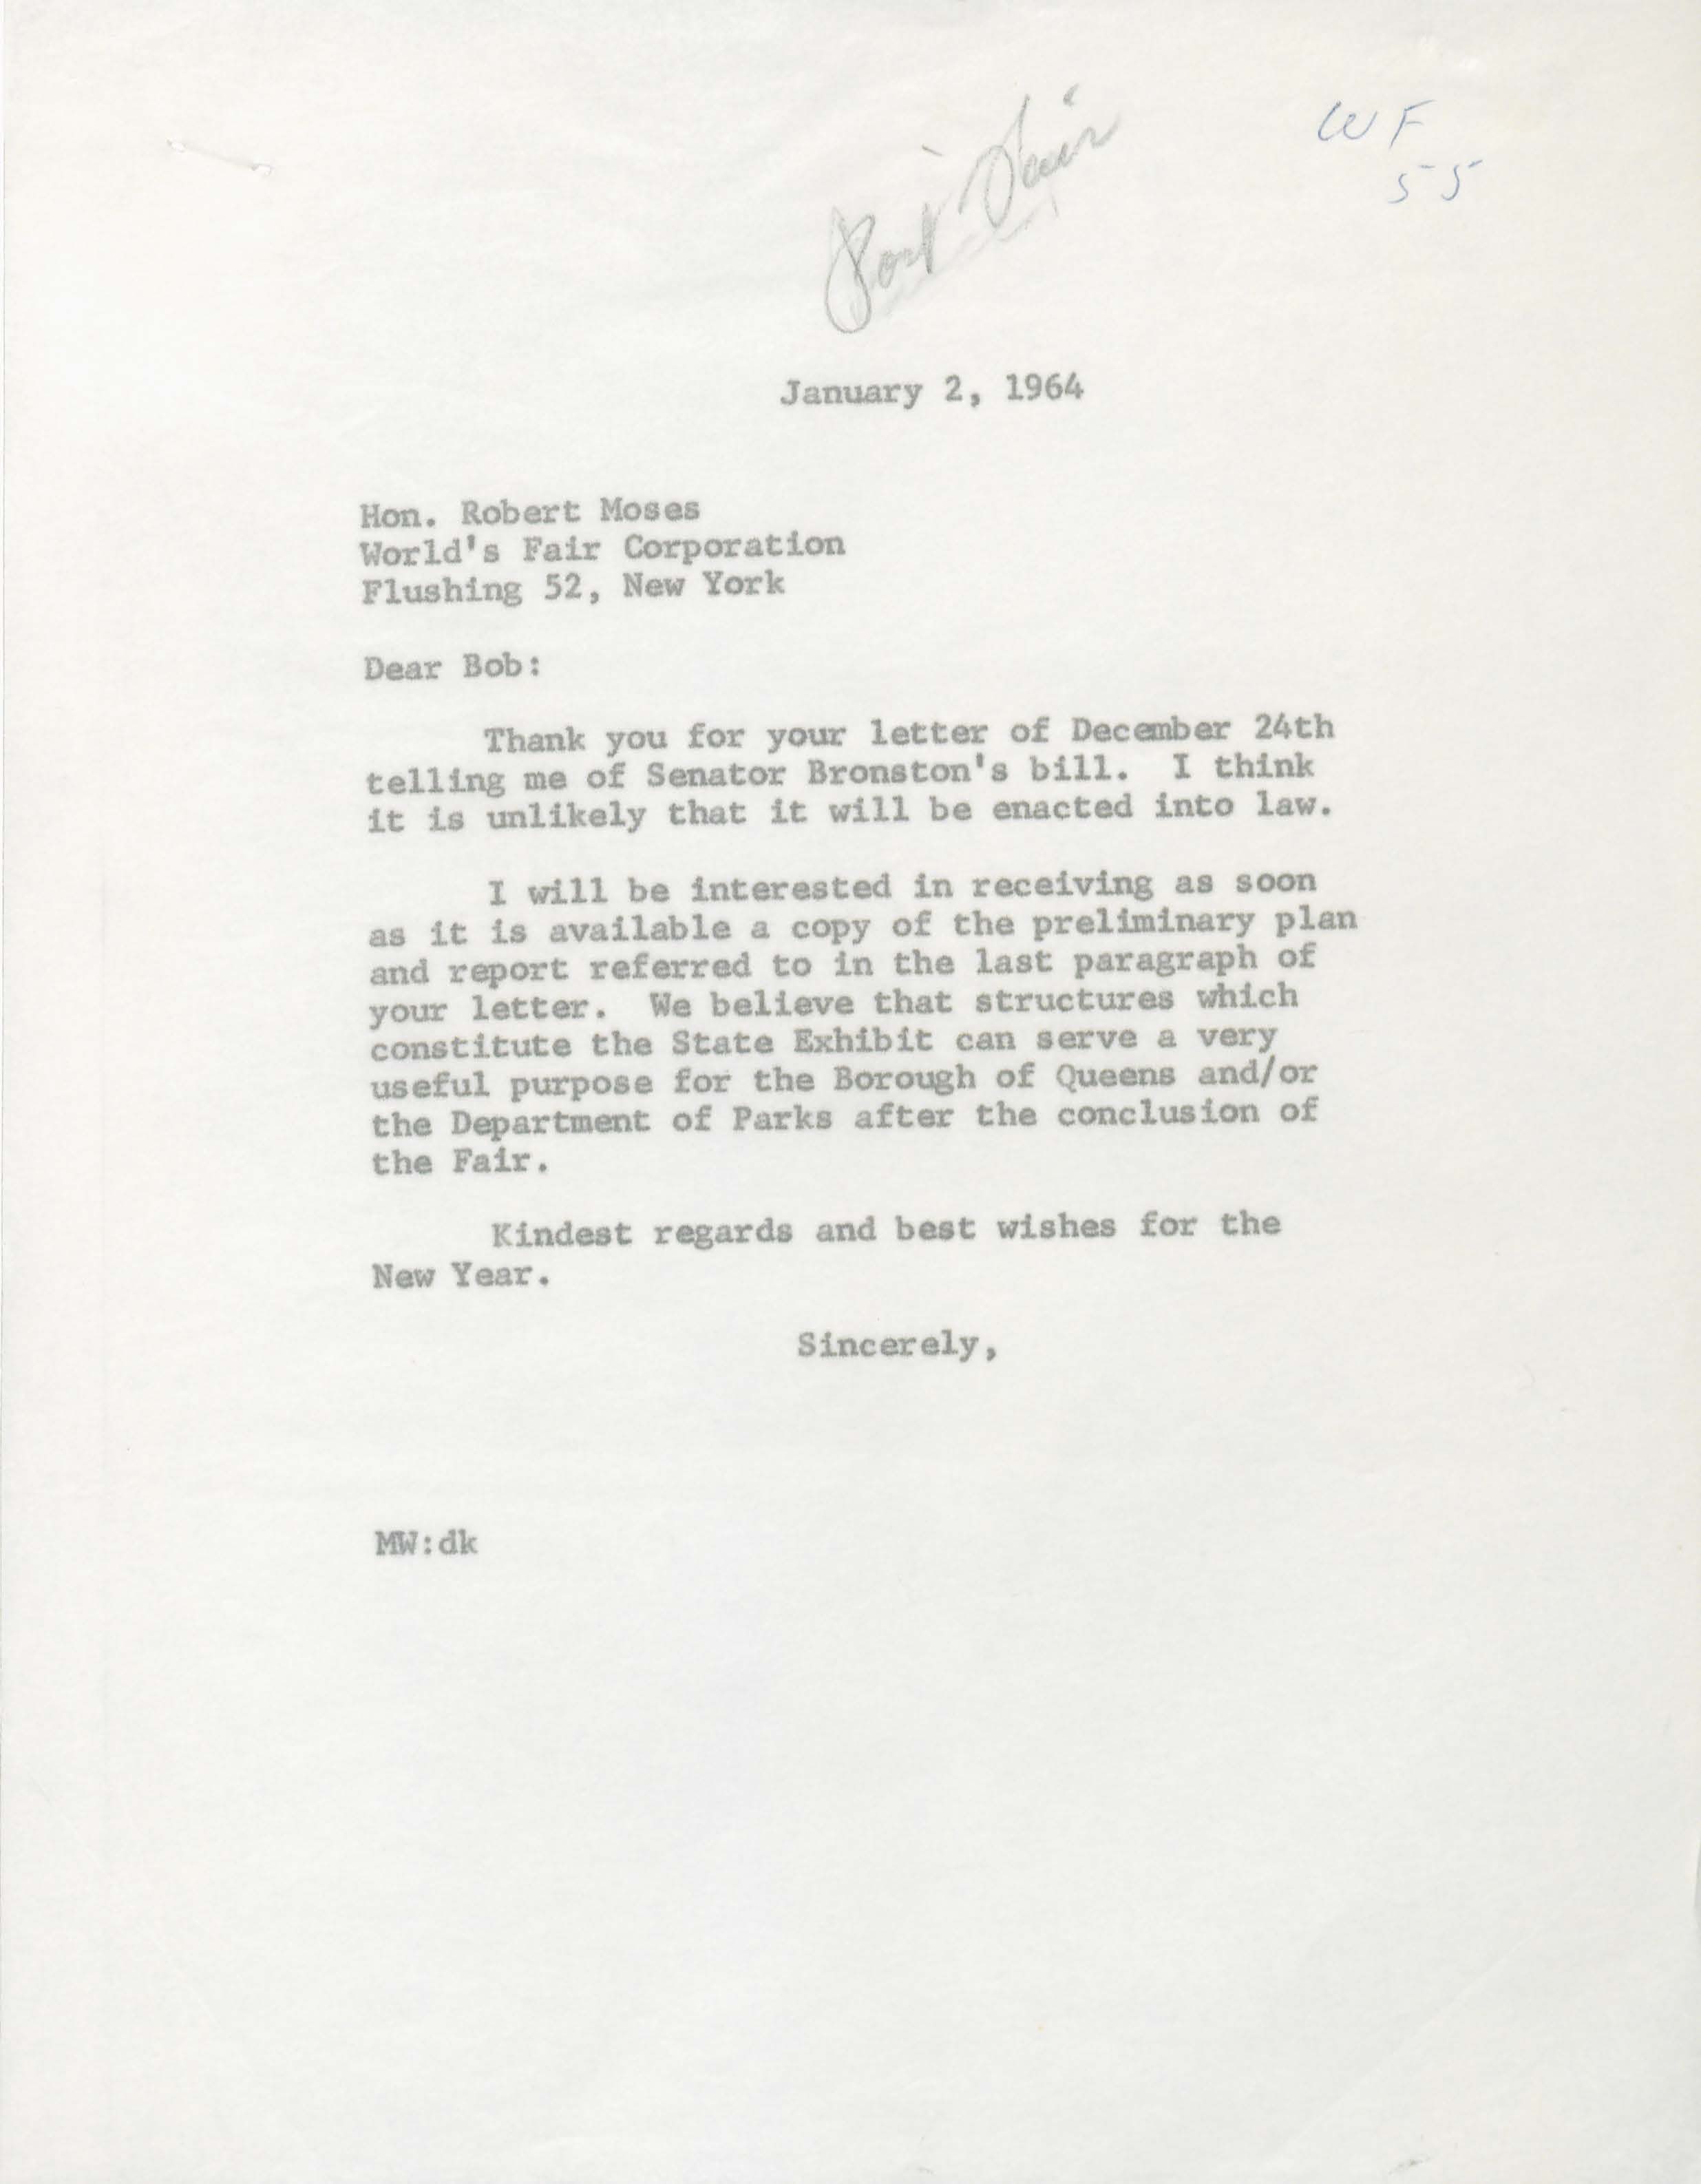 WF
55
Post Fair
January 2, 1964
Hon. Robert Moses
World's Fair Corporation
Flushing 52, New York
Dear Bob:
Thank you for your letter of December 24th
telling me of Senator Bronston's bill. I think
it is unlikely that it will be enacted into law.
I will be interested in receiving as soon
as it is available a copy of the preliminary plan
and report referred to in the last paragraph of
your letter. We believe that structures which
constitute the State Exhibit can serve a very
useful purpose for the Borough of Queens and/or
the Department of Parks after the conclusion of
the Fair.
Kindest regards and best wishes for the
New Year.
Sincerely,
MW:dk